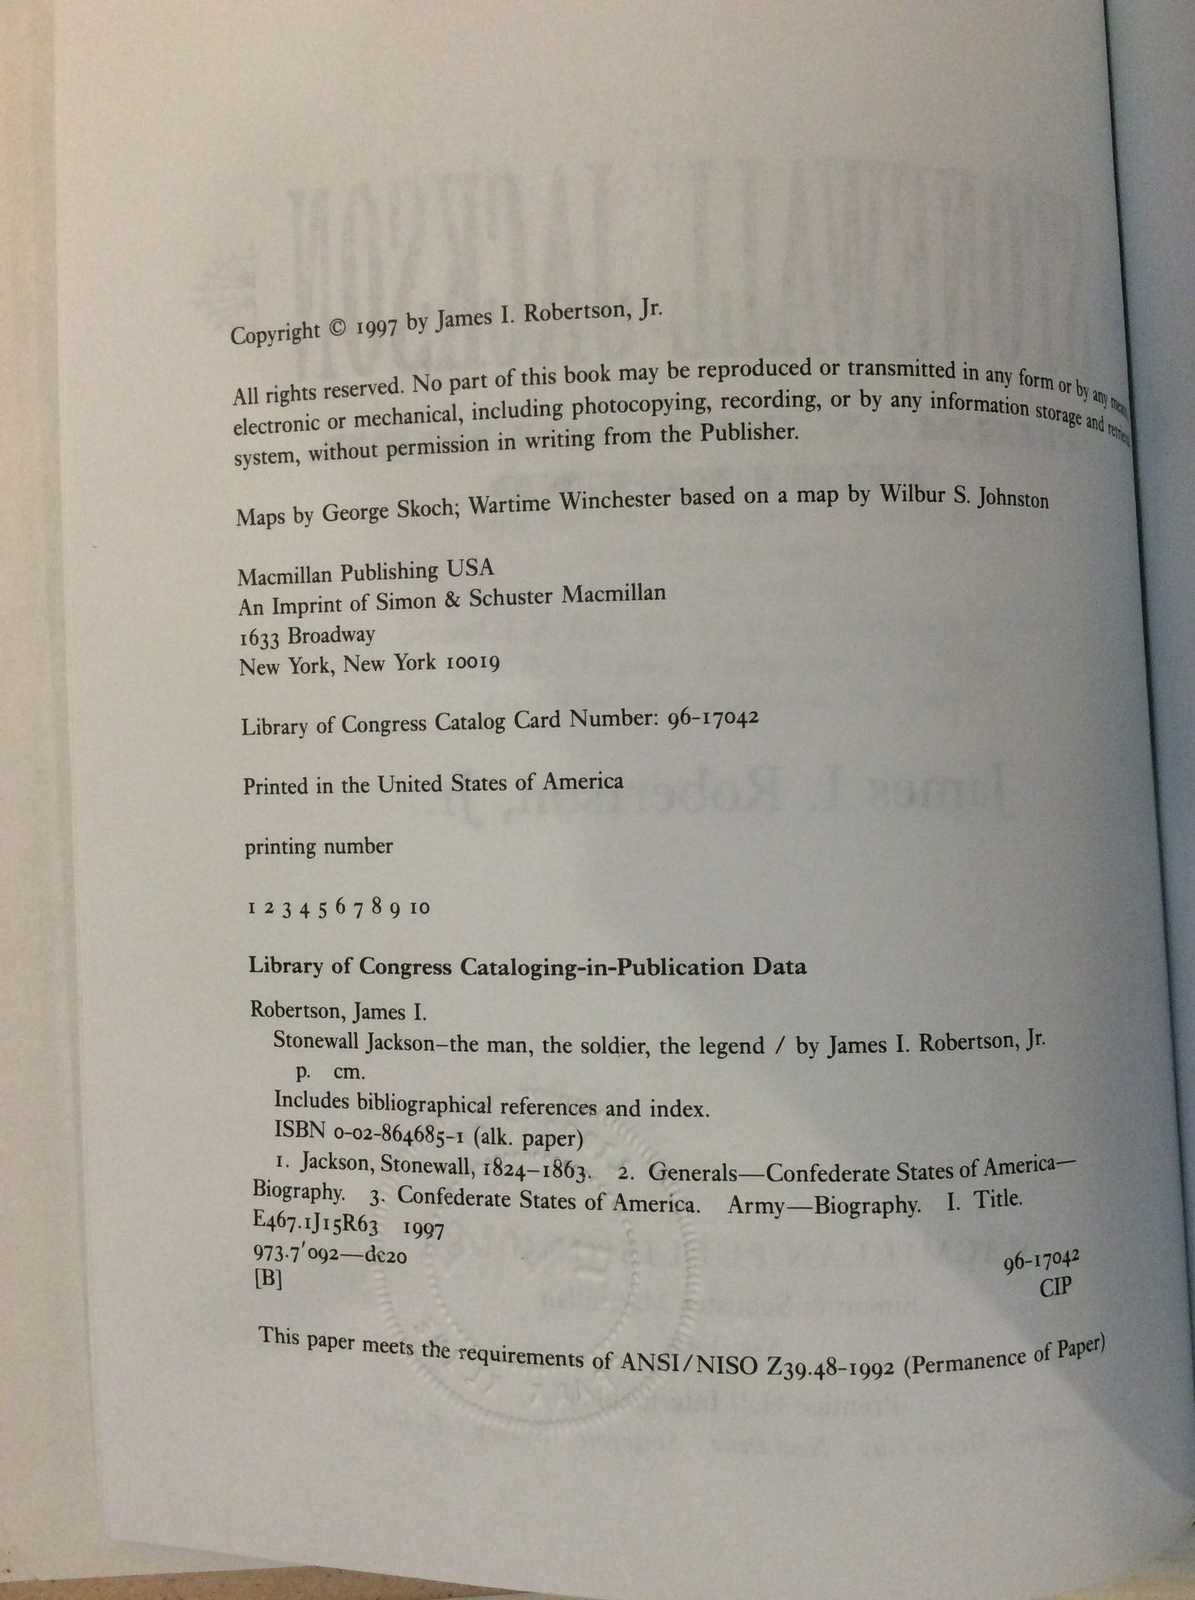 Copyright © 1997 by James I. Robertson, Jr.
All rights reserved. No part of this book may be reproduced or transmitted in any form or by any
electronic or mechanical, including photocopying, recording, or by any information storage and
system, without permission in writing from the Publisher.
Maps by George Skoch; Wartime Winchester based on a map by Wilbur S. Johnston
Macmillan Publishing USA
An Imprint of Simon & Schuster Macmillan
1633 Broadway
New York, New York 10019
Library of Congress Catalog Card Number: 96-17042
Printed in the United States of America
printing number
1 2 3 4 5 6 7 8 9 10
Library of Congress Cataloging-in-Publication Data
Robertson, James I.
Stonewall Jackson–the man, the soldier, the legend / by James I. Robertson, Jr.
p. cm.
Includes bibliographical references and index.
ISBN 0-02-864685-1 (alk. paper)
1. Jackson, Stonewall, 1824–1863. 2. Generals—Confederate States of America—
Biography. 3. Confederate States of America. Army—Biography. I. Title.
E467.1J15R63 1997
973.7'092—dc20
96-17042
[B]
CIP
This paper meets the requirements of ANSI/NISO Z39.48-1992 (Permanence of Paper)